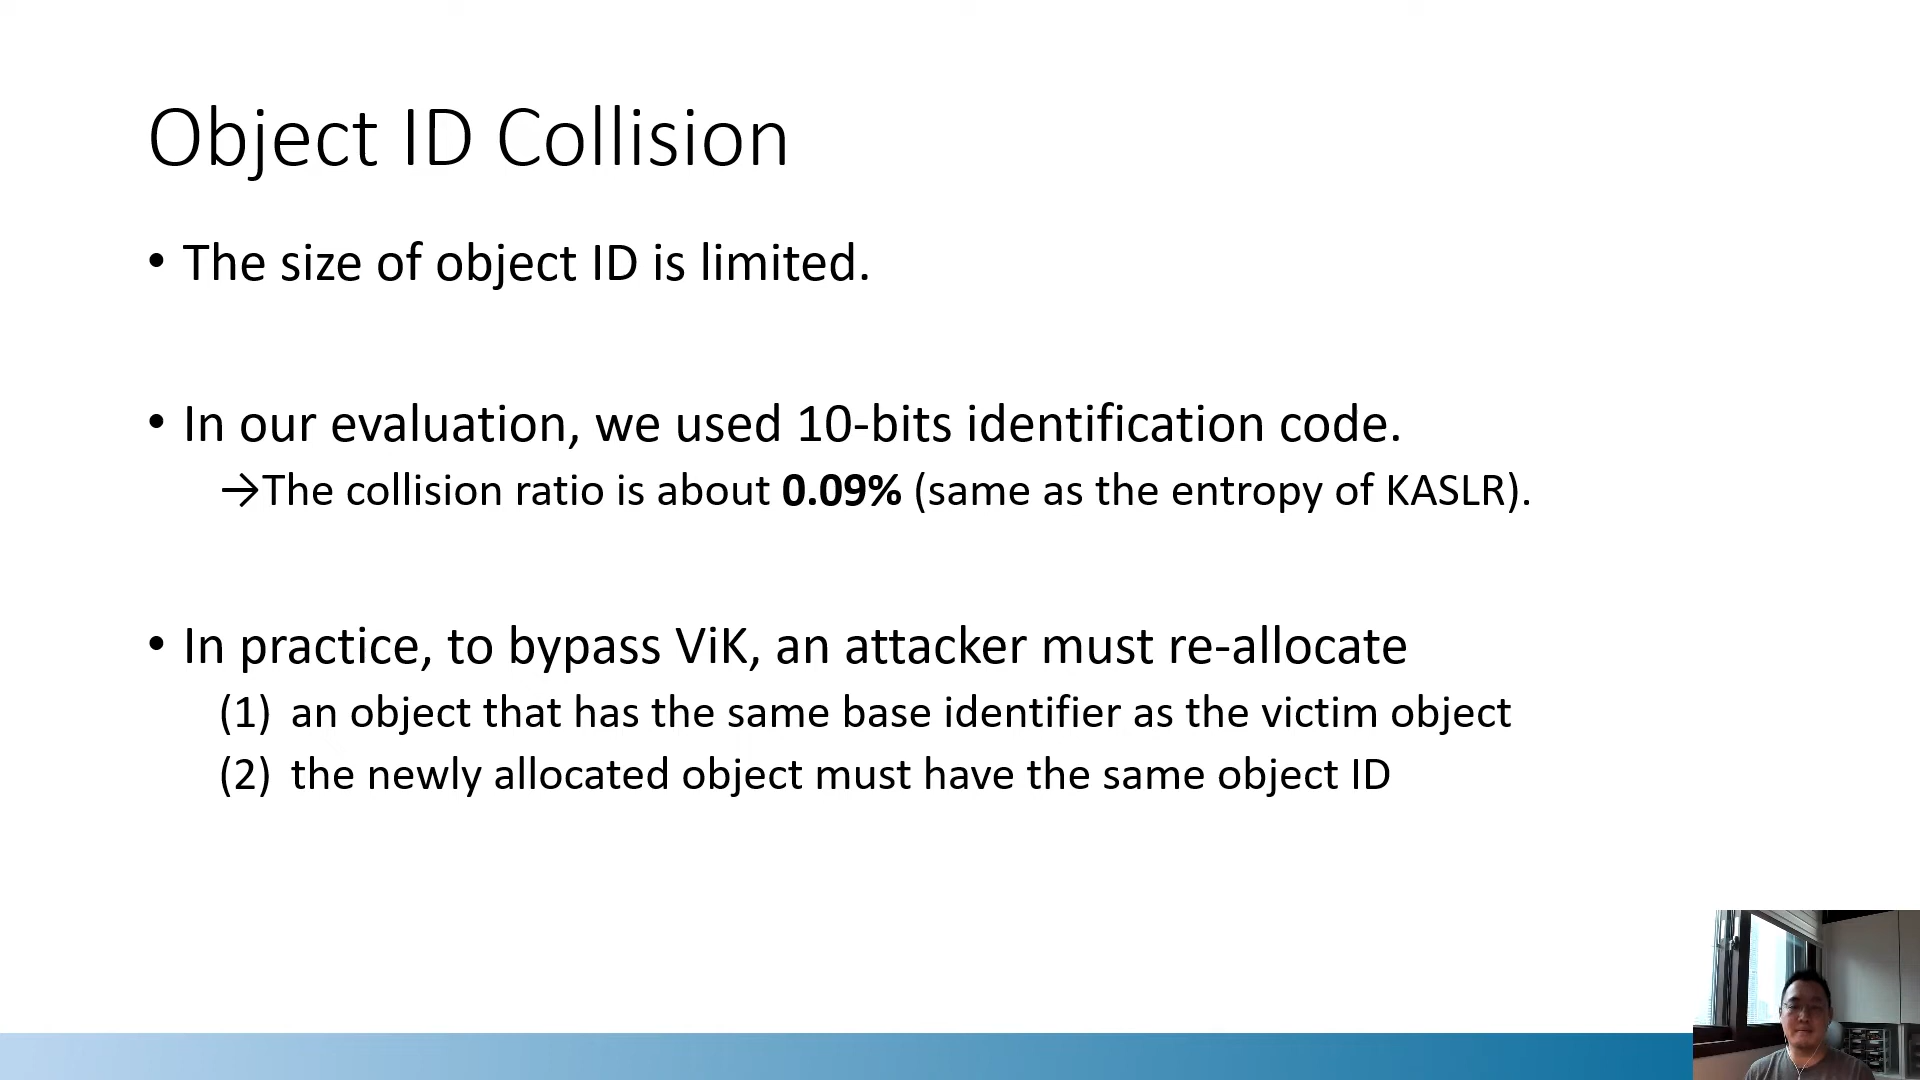 Object ID Collision
• The size of object ID is limited.
• In our evaluation, we used 10-bits identification code.
→The collision ratio is about 0.09% (same as the entropy of KASLR).
• In practice, to bypass ViK, an attacker must re-allocate
(1) an object that has the same base identifier as the victim object
(2) the newly allocated object must have the same object ID